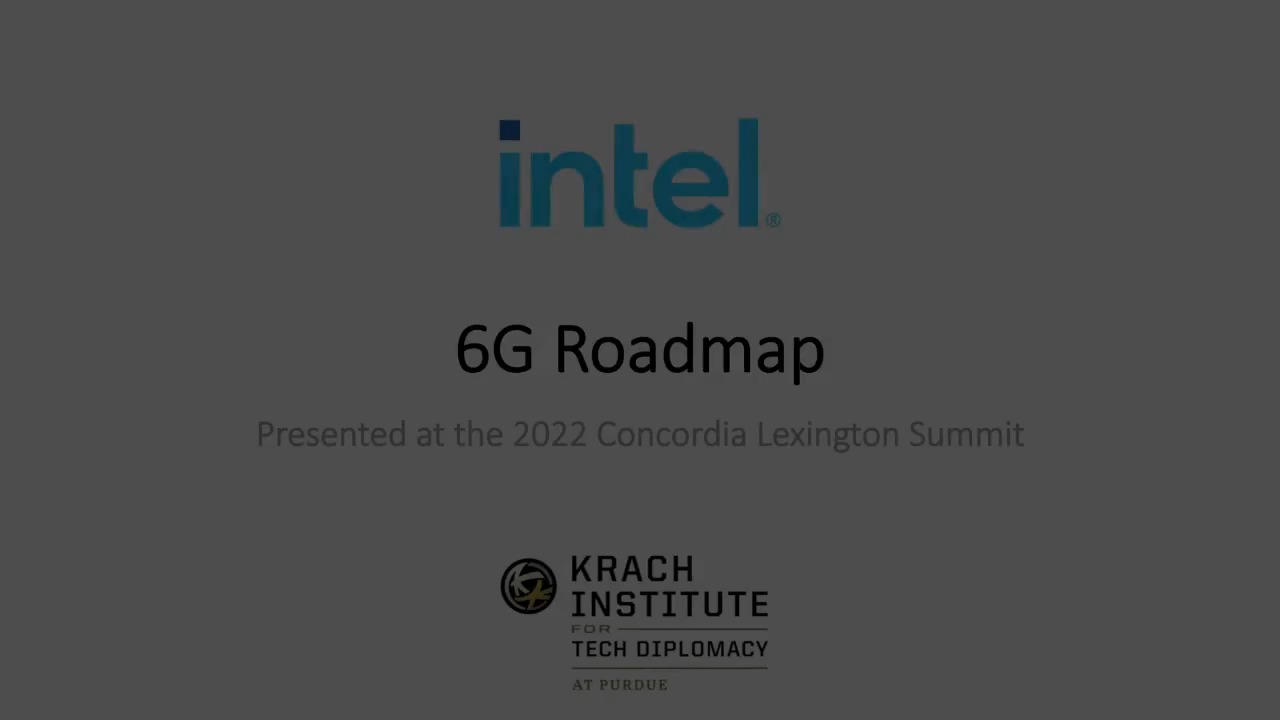 intel®
6G Roadmap
Presented at the 2022 Concordia Lexington Summit
KRACH
INSTITUTE
FOR
TECH DIPLOMACY
AT PURDUE